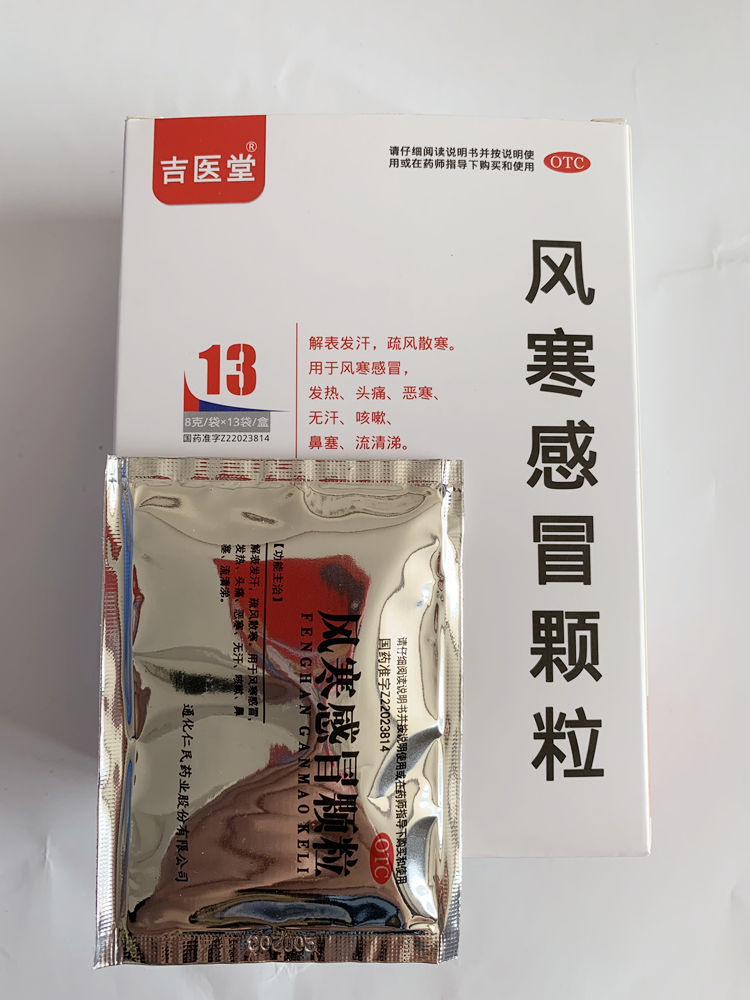 吉医堂®
请仔细阅读说明书并按说明使
用或在药师指导下购买和使用
OTC
风寒感冒颗粒
13
8克/袋×13袋/盒
国药准字Z22023814
解表发汗，疏风散寒。
用于风寒感冒，
发热、头痛、恶寒、
无汗、咳嗽、
鼻塞、流清涕。
请仔细阅读说明书并按说明使用或在药师指导下购买和使用
国药准字Z22023814
OTC
风寒感冒颗粒
FENGHANGANMAO KELI
【功能主治】
解表发汗，疏风散寒。用于风寒感冒，
发热、头痛、恶寒、无汗、咳嗽、鼻
塞、流清涕。
通化仁民药业股份有限公司